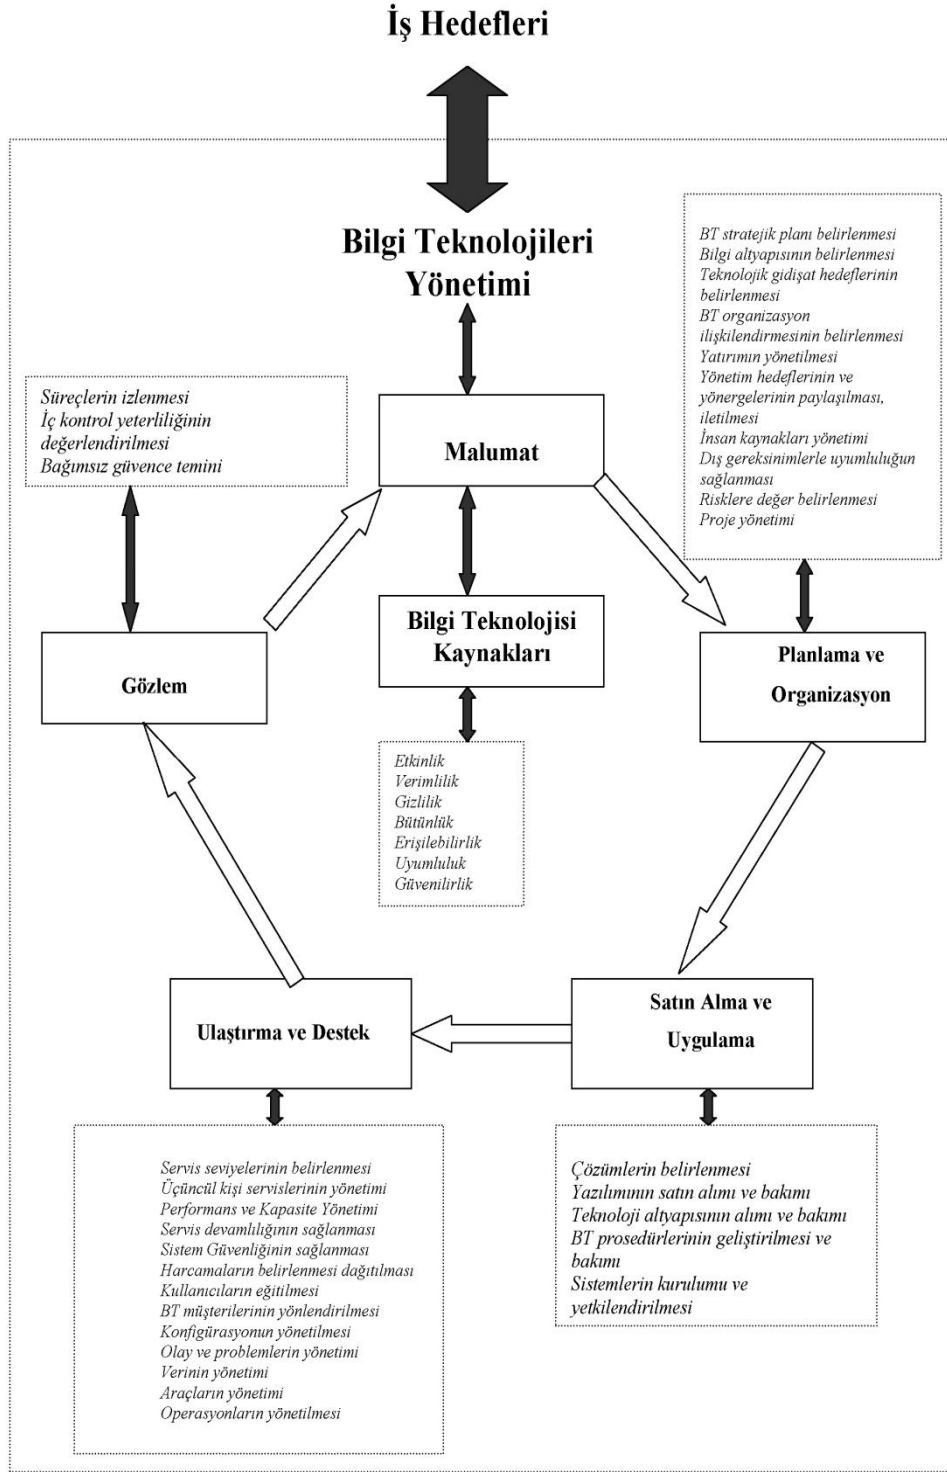 İş Hedefleri
Bilgi Teknolojileri
Yönetimi
BT stratejik planı belirlenmesi
Bilgi altyapısının belirlenmesi
Teknolojik gidişat hedeflerinin
belirlenmesi
BT organizasyon
ilişkilendirmesinin belirlenmesi
Yatırımın yönetilmesi
Yönetim hedeflerinin ve
yönergelerinin paylaşılması,
iletilmesi
İnsan kaynakları yönetimi
Dış gereksinimlerle uyumluluğun
sağlanması
Risklere değer belirlenmesi
Proje yönetimi
Süreçlerin izlenmesi
İç kontrol yeterliliğinin
değerlendirilmesi
Bağımsız güvence temini
Malumat
Bilgi Teknolojisi
Kaynakları
Gözlem
Planlama ve
Organizasyon
Etkinlik
Verimlilik
Gizlilik
Bütünlük
Erişilebilirlik
Uyumluluk
Güvenilirlik
Ulaştırma ve Destek
Satın Alma ve
Uygulama
Servis seviyelerinin belirlenmesi
Üçüncül kişi servislerinin yönetimi
Performans ve Kapasite Yönetimi
Servis devamlılığının sağlanması
Sistem Güvenliğinin sağlanması
Harcamaların belirlenmesi dağıtılması
Kullanıcıların eğitilmesi
BT müşterilerinin yönlendirilmesi
Konfigürasyonun yönetilmesi
Olay ve problemlerin yönetimi
Verinin yönetimi
Araçların yönetimi
Operasyonların yönetilmesi
Çözümlerin belirlenmesi
Yazılımının satın alımı ve bakımı
Teknoloji altyapısının alımı ve bakımı
BT prosedürlerinin geliştirilmesi ve
bakımı
Sistemlerin kurulumu ve
yetkilendirilmesi